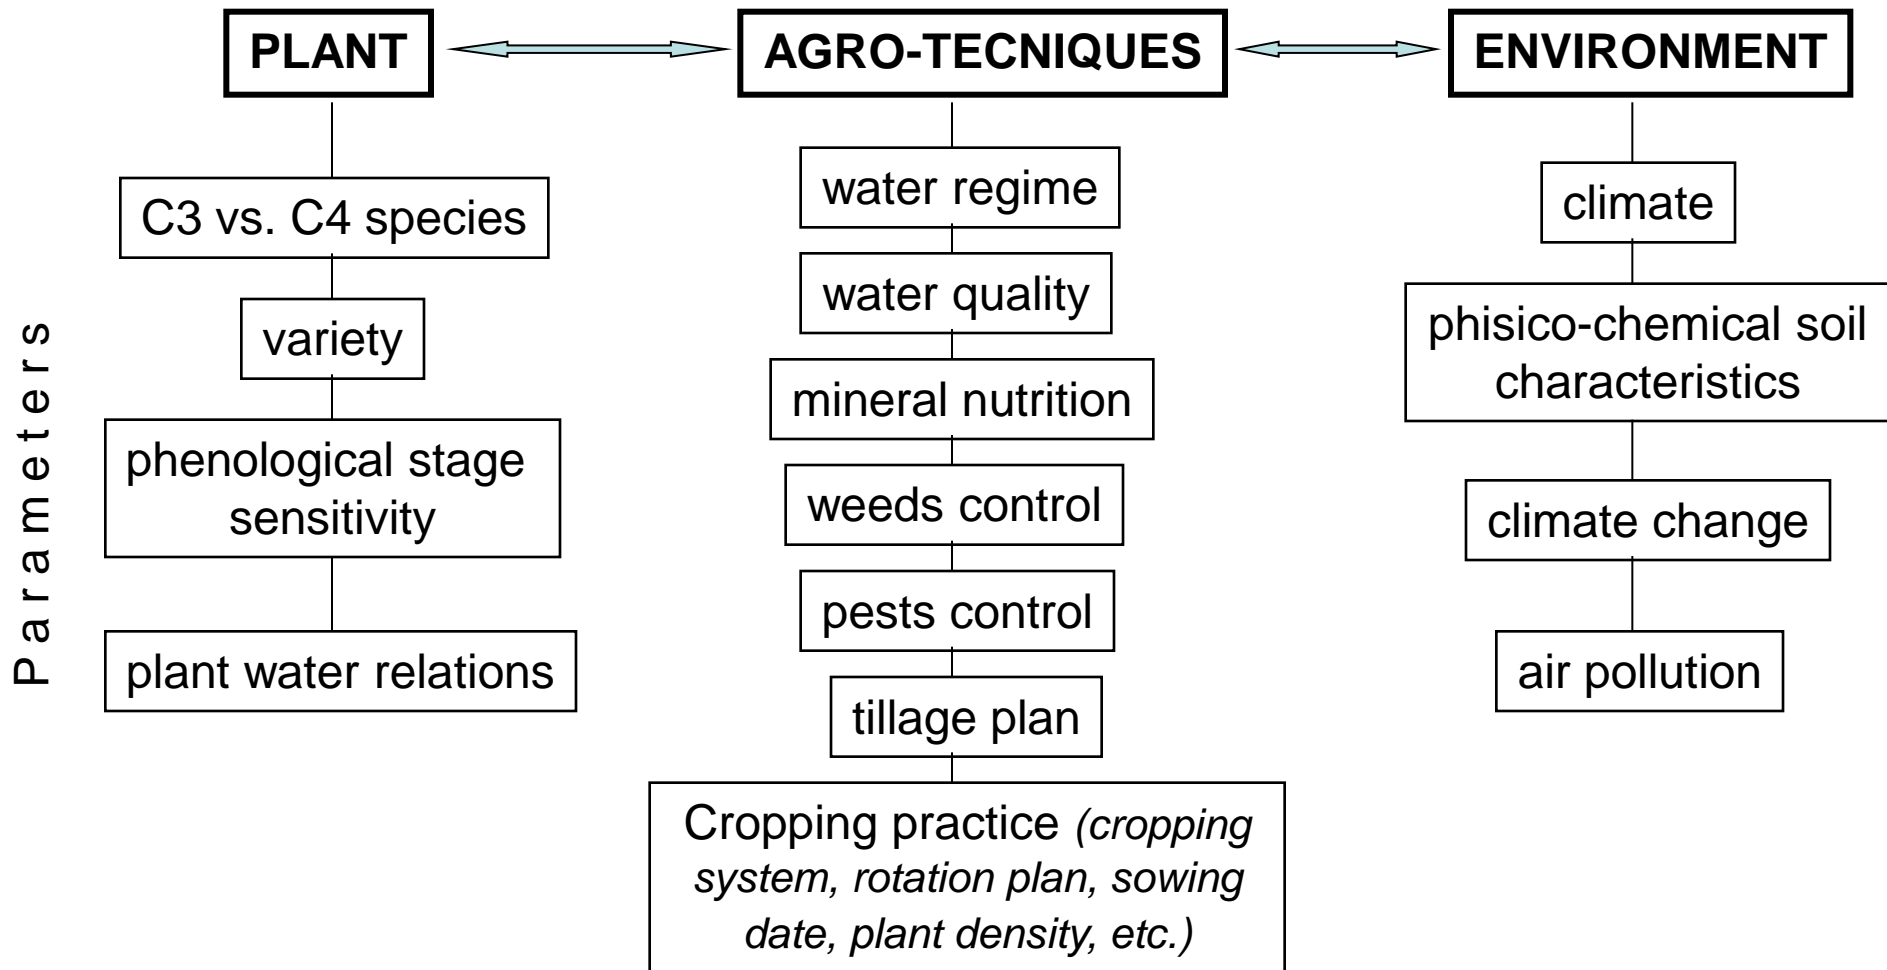 PLANT
AGRO-TECNIQUES
ENVIRONMENT
Parameters
C3 vs. C4 species
variety
phenological stage
sensitivity
plant water relations
water regime
water quality
mineral nutrition
weeds control
pests control
tillage plan
Cropping practice (cropping
system, rotation plan, sowing
date, plant density, etc.)
climate
phisico-chemical soil
characteristics
climate change
air pollution